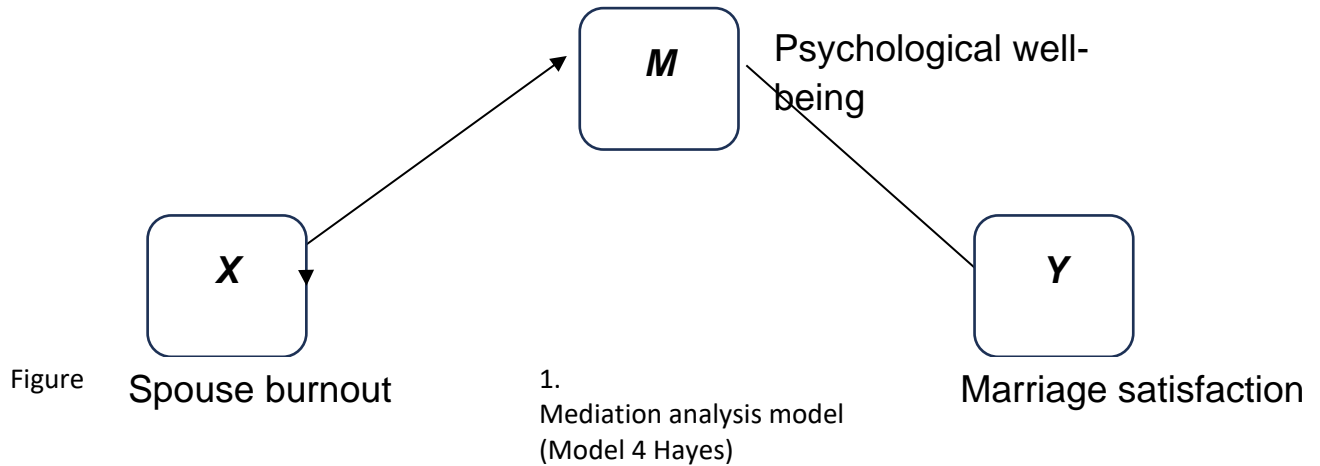 M
Psychological well-
being
X
Y
Spouse burnout
Marriage satisfaction
Figure 1.
Mediation analysis model
(Model 4 Hayes)